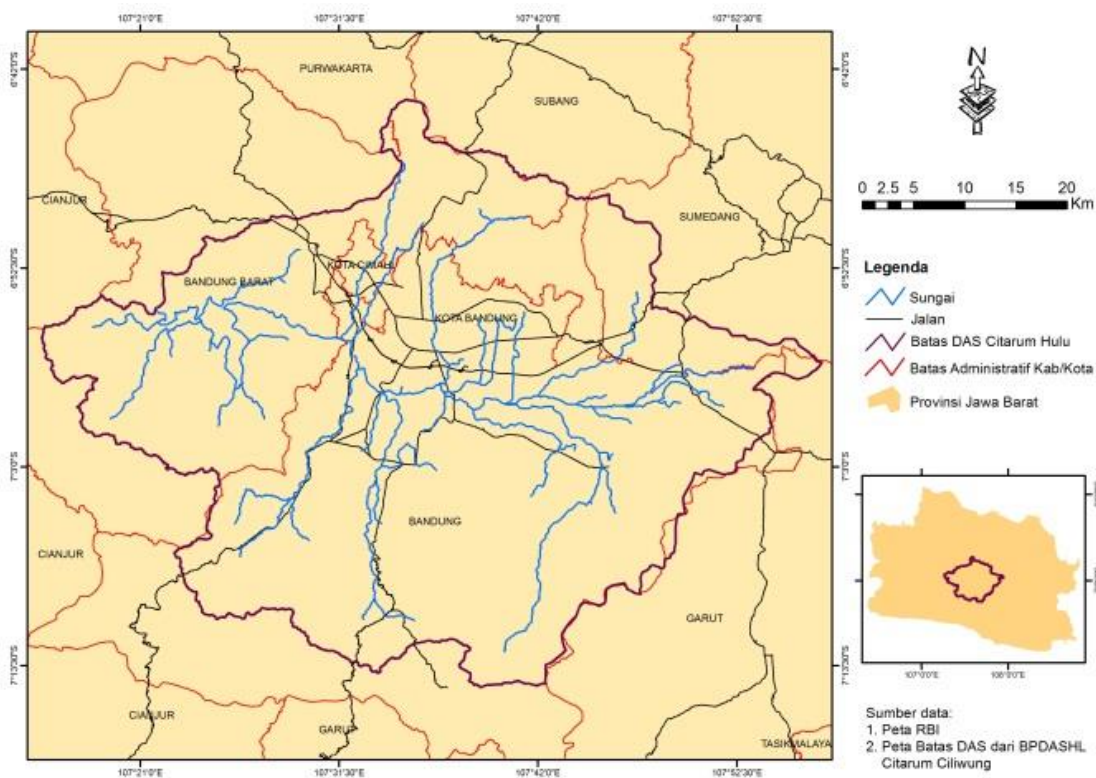 107°21'0"E 107°31'30"E 107°42'0"E 107°52'30"E
6°42'0"S 6°42'0"S
PURWAKARTA
SUBANG
CIANJUR
SUMEDANG
6°52'30"S 6°52'30"S
KOTA CIMAHI
BANDUNG BARAT
KOTA BANDUNG
7°3'0"S 7°3'0"S
BANDUNG
CIANJUR
GARUT
7°13'30"S 7°13'30"S
CIANJUR
GARUT
TASIKMALAYA
107°21'0"E 107°31'30"E 107°42'0"E 107°52'30"E
N
0 2.5 5 10 15 20
Km
Legenda
Sungai
Jalan
Batas DAS Citarum Hulu
Batas Administratif Kab/Kota
Provinsi Jawa Barat
107°0'0"E 108°0'0"E
Sumber data:
1. Peta RBI
2. Peta Batas DAS dari BPDASHL
Citarum Ciliwung